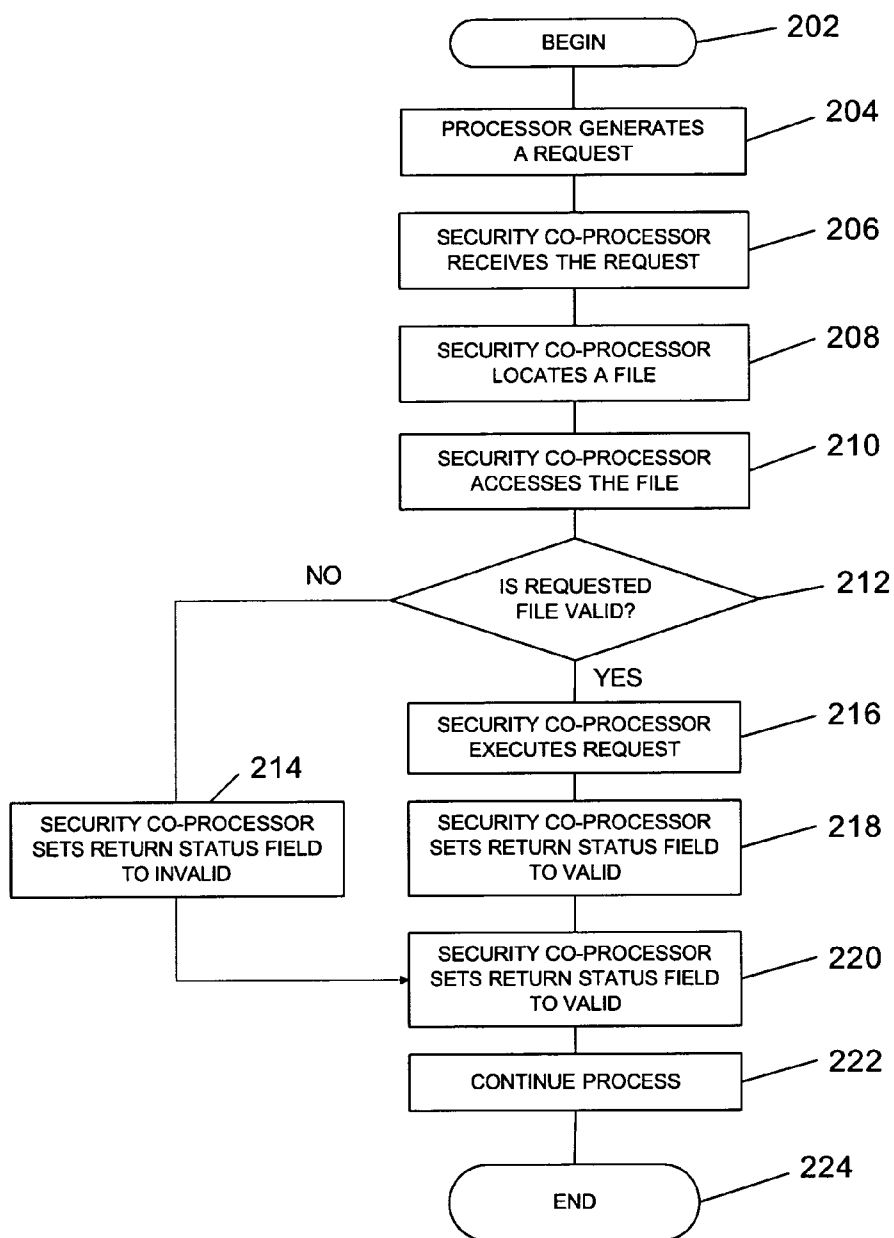 BEGIN
202
PROCESSOR GENERATES
A REQUEST
204
SECURITY CO-PROCESSOR
RECEIVES THE REQUEST
206
SECURITY CO-PROCESSOR
LOCATES A FILE
208
SECURITY CO-PROCESSOR
ACCESSES THE FILE
210
NO
IS REQUESTED
FILE VALID?
212
YES
SECURITY CO-PROCESSOR
EXECUTES REQUEST
216
214
SECURITY CO-PROCESSOR
SETS RETURN STATUS FIELD
TO INVALID
SECURITY CO-PROCESSOR
SETS RETURN STATUS FIELD
TO VALID
218
SECURITY CO-PROCESSOR
SETS RETURN STATUS FIELD
TO VALID
220
CONTINUE PROCESS
222
END
224